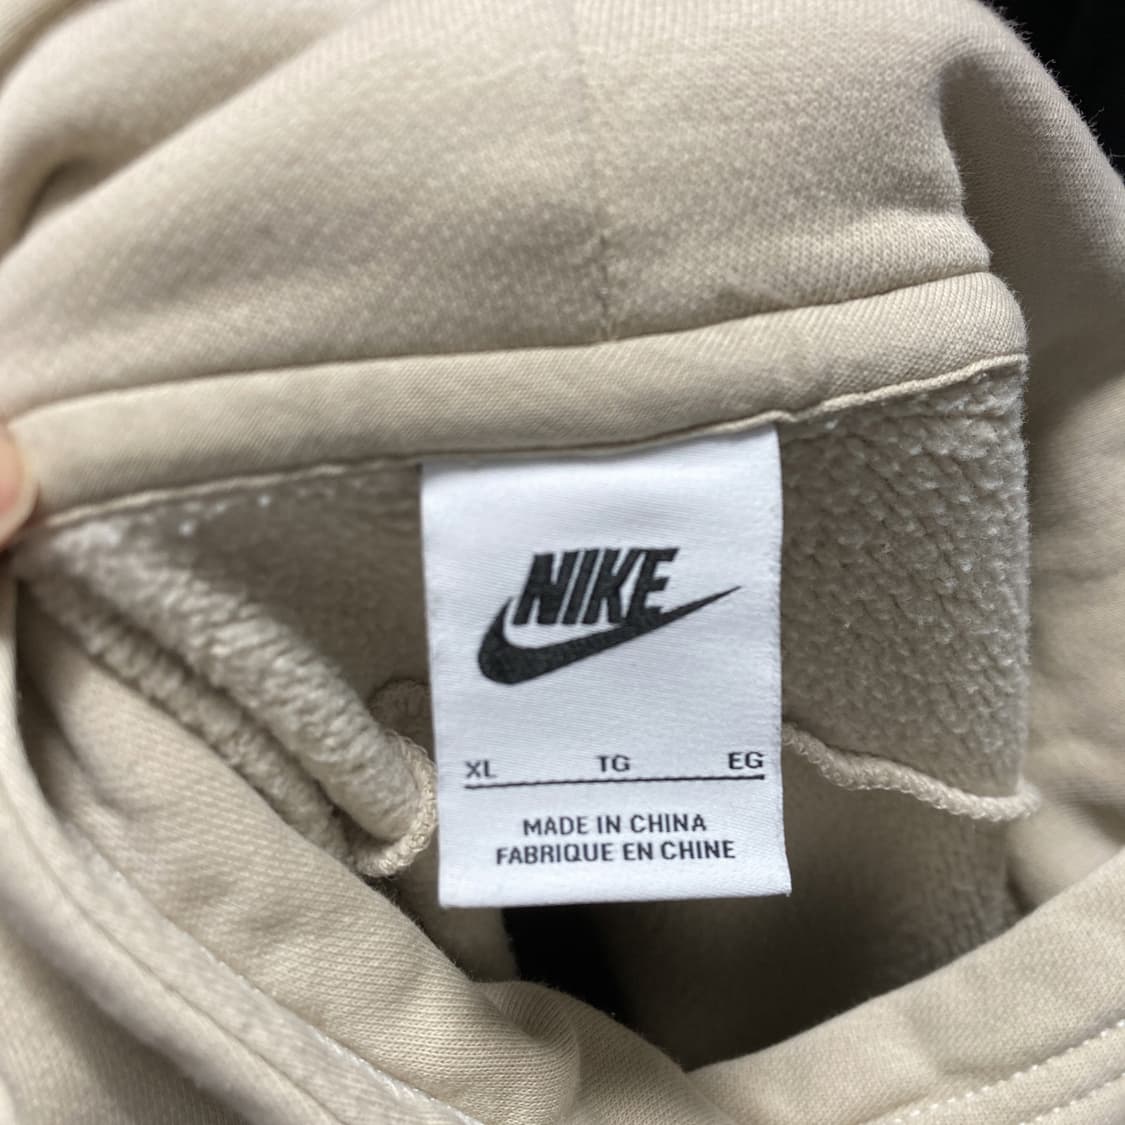 NIKE
XL TG EG
MADE IN CHINA
FABRIQUE EN CHINE